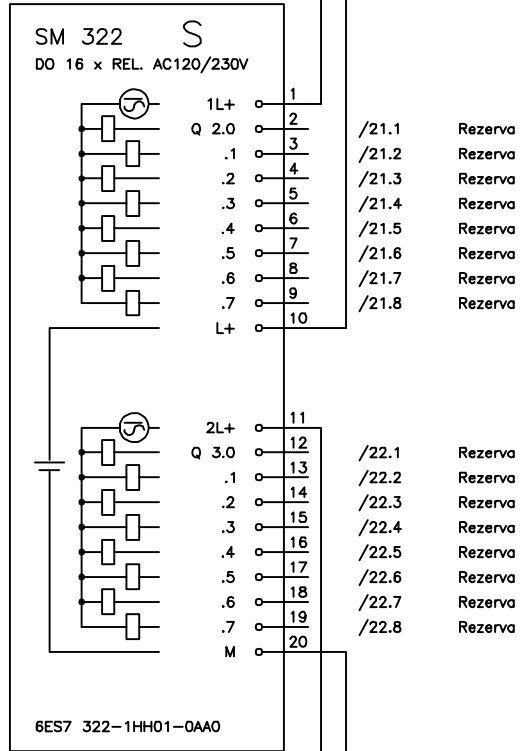 SM 322 S
DO 16 x REL. AC120/230V
1L+ 1
Q 2.0 2 /21.1 Rezerva
.1 3 /21.2 Rezerva
.2 4 /21.3 Rezerva
.3 5 /21.4 Rezerva
.4 6 /21.5 Rezerva
.5 7 /21.6 Rezerva
.6 8 /21.7 Rezerva
.7 9 /21.8 Rezerva
L+ 10
2L+ 11
Q 3.0 12 /22.1 Rezerva
.1 13 /22.2 Rezerva
.2 14 /22.3 Rezerva
.3 15 /22.4 Rezerva
.4 16 /22.5 Rezerva
.5 17 /22.6 Rezerva
.6 18 /22.7 Rezerva
.7 19 /22.8 Rezerva
M 20
6ES7 322-1HH01-0AA0